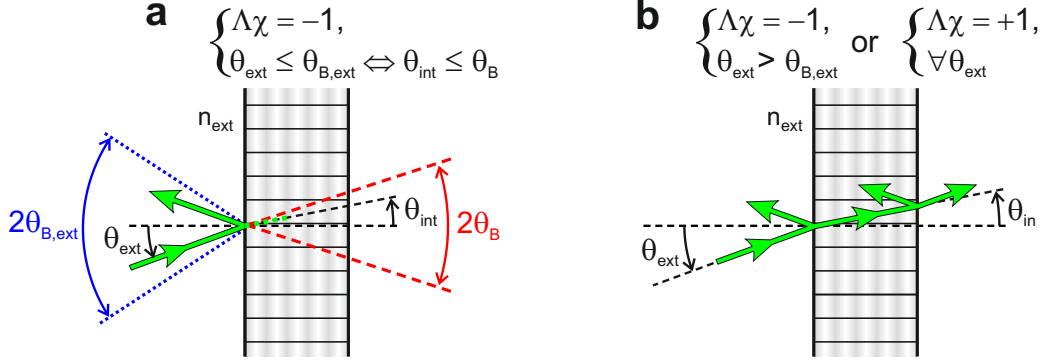 a
Λχ = −1,
θext ≤ θB,ext ⇔ θint ≤ θB
next
2θB,ext
θext
θint
2θB
b
Λχ = −1,
θext > θB,ext
or
Λχ = +1,
∀θext
next
θext
θin